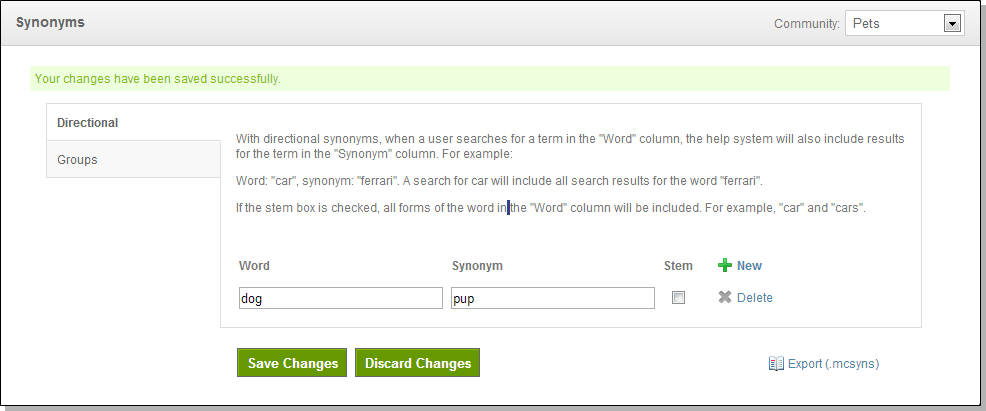 Synonyms
Community: Pets
Your changes have been saved successfully.
Directional
Groups
With directional synonyms, when a user searches for a term in the "Word" column, the help system will also include results
for the term in the "Synonym" column. For example:
Word: "car", synonym: "ferrari". A search for car will include all search results for the word "ferrari".
If the stem box is checked, all forms of the word in the "Word" column will be included. For example, "car" and "cars".
Word Synonym Stem New
dog pup Delete
Save Changes Discard Changes Export (.mcsyns)